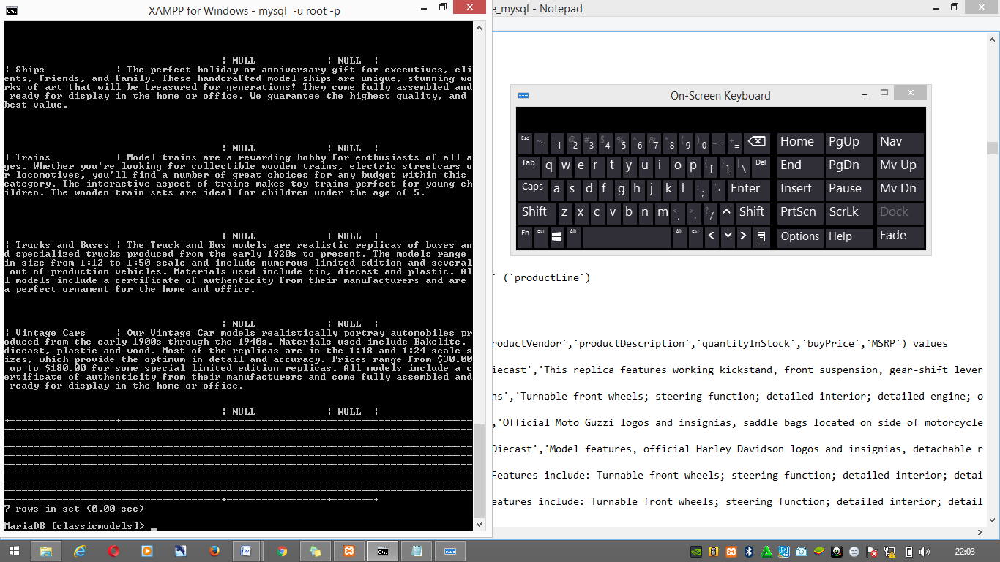 XAMPP for Windows - mysql  -u root -p
| NULL | NULL |
| Ships | The perfect holiday or anniversary gift for executives, cli
ents, friends, and family. These handcrafted model ships are unique, stunning wo
rks of art that will be treasured for generations! They come fully assembled and
ready for display in the home or office. We guarantee the highest quality, and
best value.
| NULL | NULL |
| Trains | Model trains are a rewarding hobby for enthusiasts of all a
ges. Whether you're looking for collectible wooden trains, electric streetcars o
r locomotives, you'll find a number of great choices for any budget within this
category. The interactive aspect of trains makes toy trains perfect for young ch
ildren. The wooden train sets are ideal for children under the age of 5.
| NULL | NULL |
| Trucks and Buses | The Truck and Bus models are realistic replicas of buses an
d specialized trucks produced from the early 1920s to present. The models range
in size from 1:12 to 1:50 scale and include numerous limited edition and several
out-of-production vehicles. Materials used include tin, diecast and plastic. Al
l models include a certificate of authenticity from their manufacturers and are
a perfect ornament for the home and office.
| NULL | NULL |
| Vintage Cars | Our Vintage Car models realistically portray automobiles pr
oduced from the early 1900s through the 1940s. Materials used include Bakelite,
diecast, plastic and wood. Most of the replicas are in the 1:18 and 1:24 scale s
izes, which provide the optimum in detail and accuracy. Prices range from $30.00
up to $180.00 for some special limited edition replicas. All models include a c
ertificate of authenticity from their manufacturers and come fully assembled and
ready for display in the home or office.
| NULL | NULL |
7 rows in set (0.00 sec)
MariaDB [classicmodels]> _
e_mysql - Notepad
On-Screen Keyboard
Esc ~ ` ! 1 @ 2 # 3 $ 4 % 5 ^ 6 & 7 * 8 ( 9 ) 0 _ - + = Home PgUp Nav
Tab q w e r t y u i o p { [ } ] | \ Del End PgDn Mv Up
Caps a s d f g h j k l : ; " ' Enter Insert Pause Mv Dn
Shift z x c v b n m < , > . ? / Shift PrtScn ScrLk Dock
Fn Ctrl Alt Alt Ctrl Options Help Fade
` (`productLine`)
roductVendor`,`productDescription`,`quantityInStock`,`buyPrice`,`MSRP`) values
iecast','This replica features working kickstand, front suspension, gear-shift lever
ns','Turnable front wheels; steering function; detailed interior; detailed engine; o
,'Official Moto Guzzi logos and insignias, saddle bags located on side of motorcycle
Diecast','Model features, official Harley Davidson logos and insignias, detachable r
Features include: Turnable front wheels; steering function; detailed interior; detai
eatures include: Turnable front wheels; steering function; detailed interior; detail
22:03